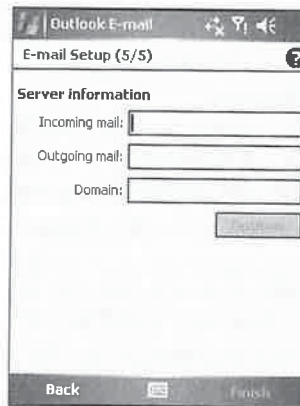 Outlook E-mail
E-mail Setup (5/5)
?
Server information
Incoming mail:
Outgoing mail:
Domain:
Back
Finish